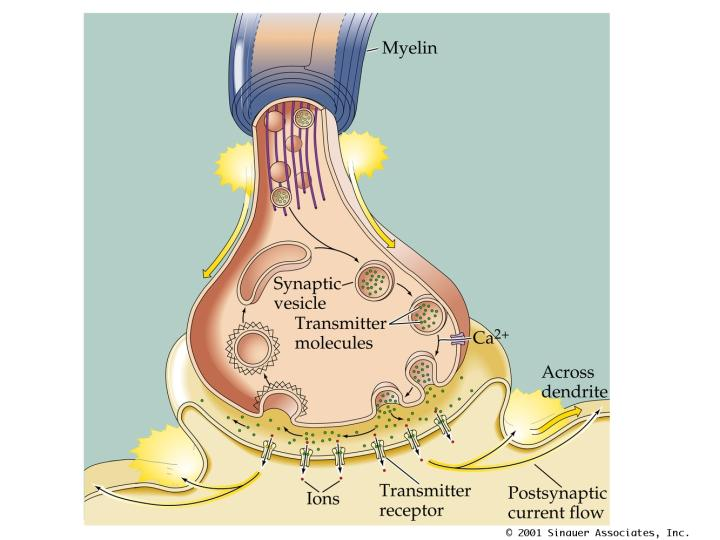 Myelin
Synaptic
vesicle
Transmitter
molecules
Ca2+
Across
dendrite
Ions
Transmitter
receptor
Postsynaptic
current flow
© 2001 Sinauer Associates, Inc.